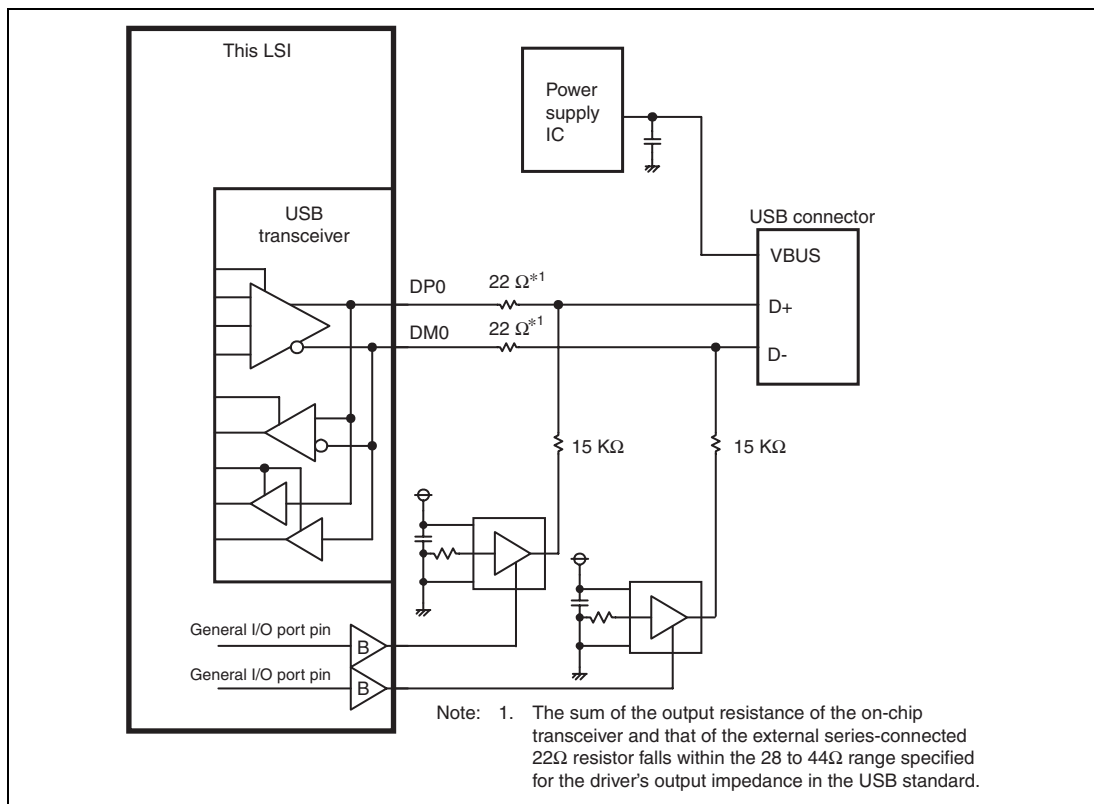 This LSI
Power
supply
IC
USB
transceiver
USB connector
VBUS
DP0
22 Ω*1
D+
DM0
22 Ω*1
D-
15 KΩ
15 KΩ
General I/O port pin
B
General I/O port pin
B
Note: 1. The sum of the output resistance of the on-chip
transceiver and that of the external series-connected
22Ω resistor falls within the 28 to 44Ω range specified
for the driver's output impedance in the USB standard.